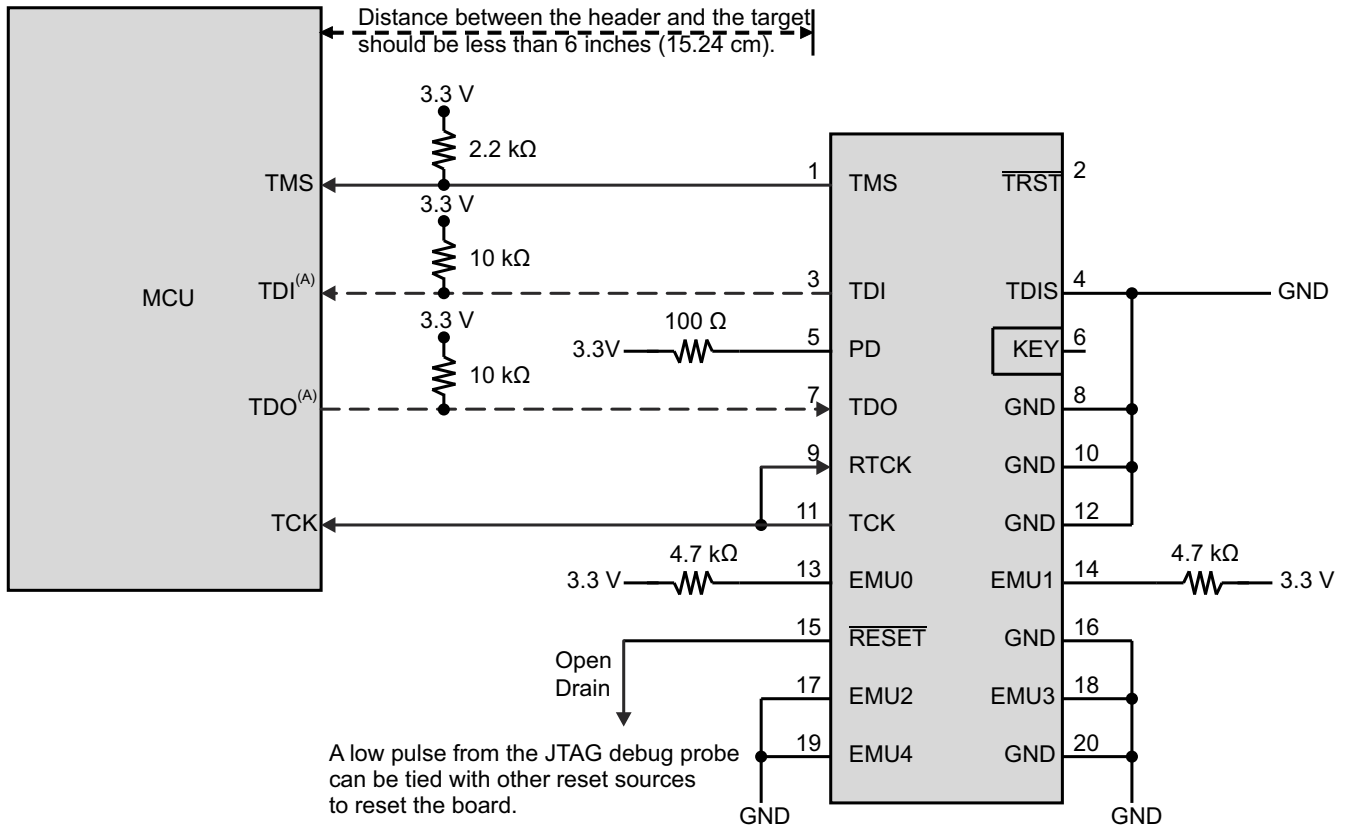 Distance between the header and the target
should be less than 6 inches (15.24 cm).
3.3 V
2.2 kΩ
TMS
1
TMS
TRST
2
3.3 V
10 kΩ
MCU
TDI(A)
3
TDI
TDIS
4
GND
3.3 V
100 Ω
3.3V
5
PD
KEY
6
10 kΩ
TDO(A)
7
TDO
GND
8
9
RTCK
GND
10
TCK
11
TCK
GND
12
4.7 kΩ
3.3 V
13
EMU0
EMU1
14
4.7 kΩ
3.3 V
15
RESET
GND
16
Open
Drain
17
EMU2
EMU3
18
A low pulse from the JTAG debug probe
can be tied with other reset sources
to reset the board.
19
EMU4
GND
20
GND
GND